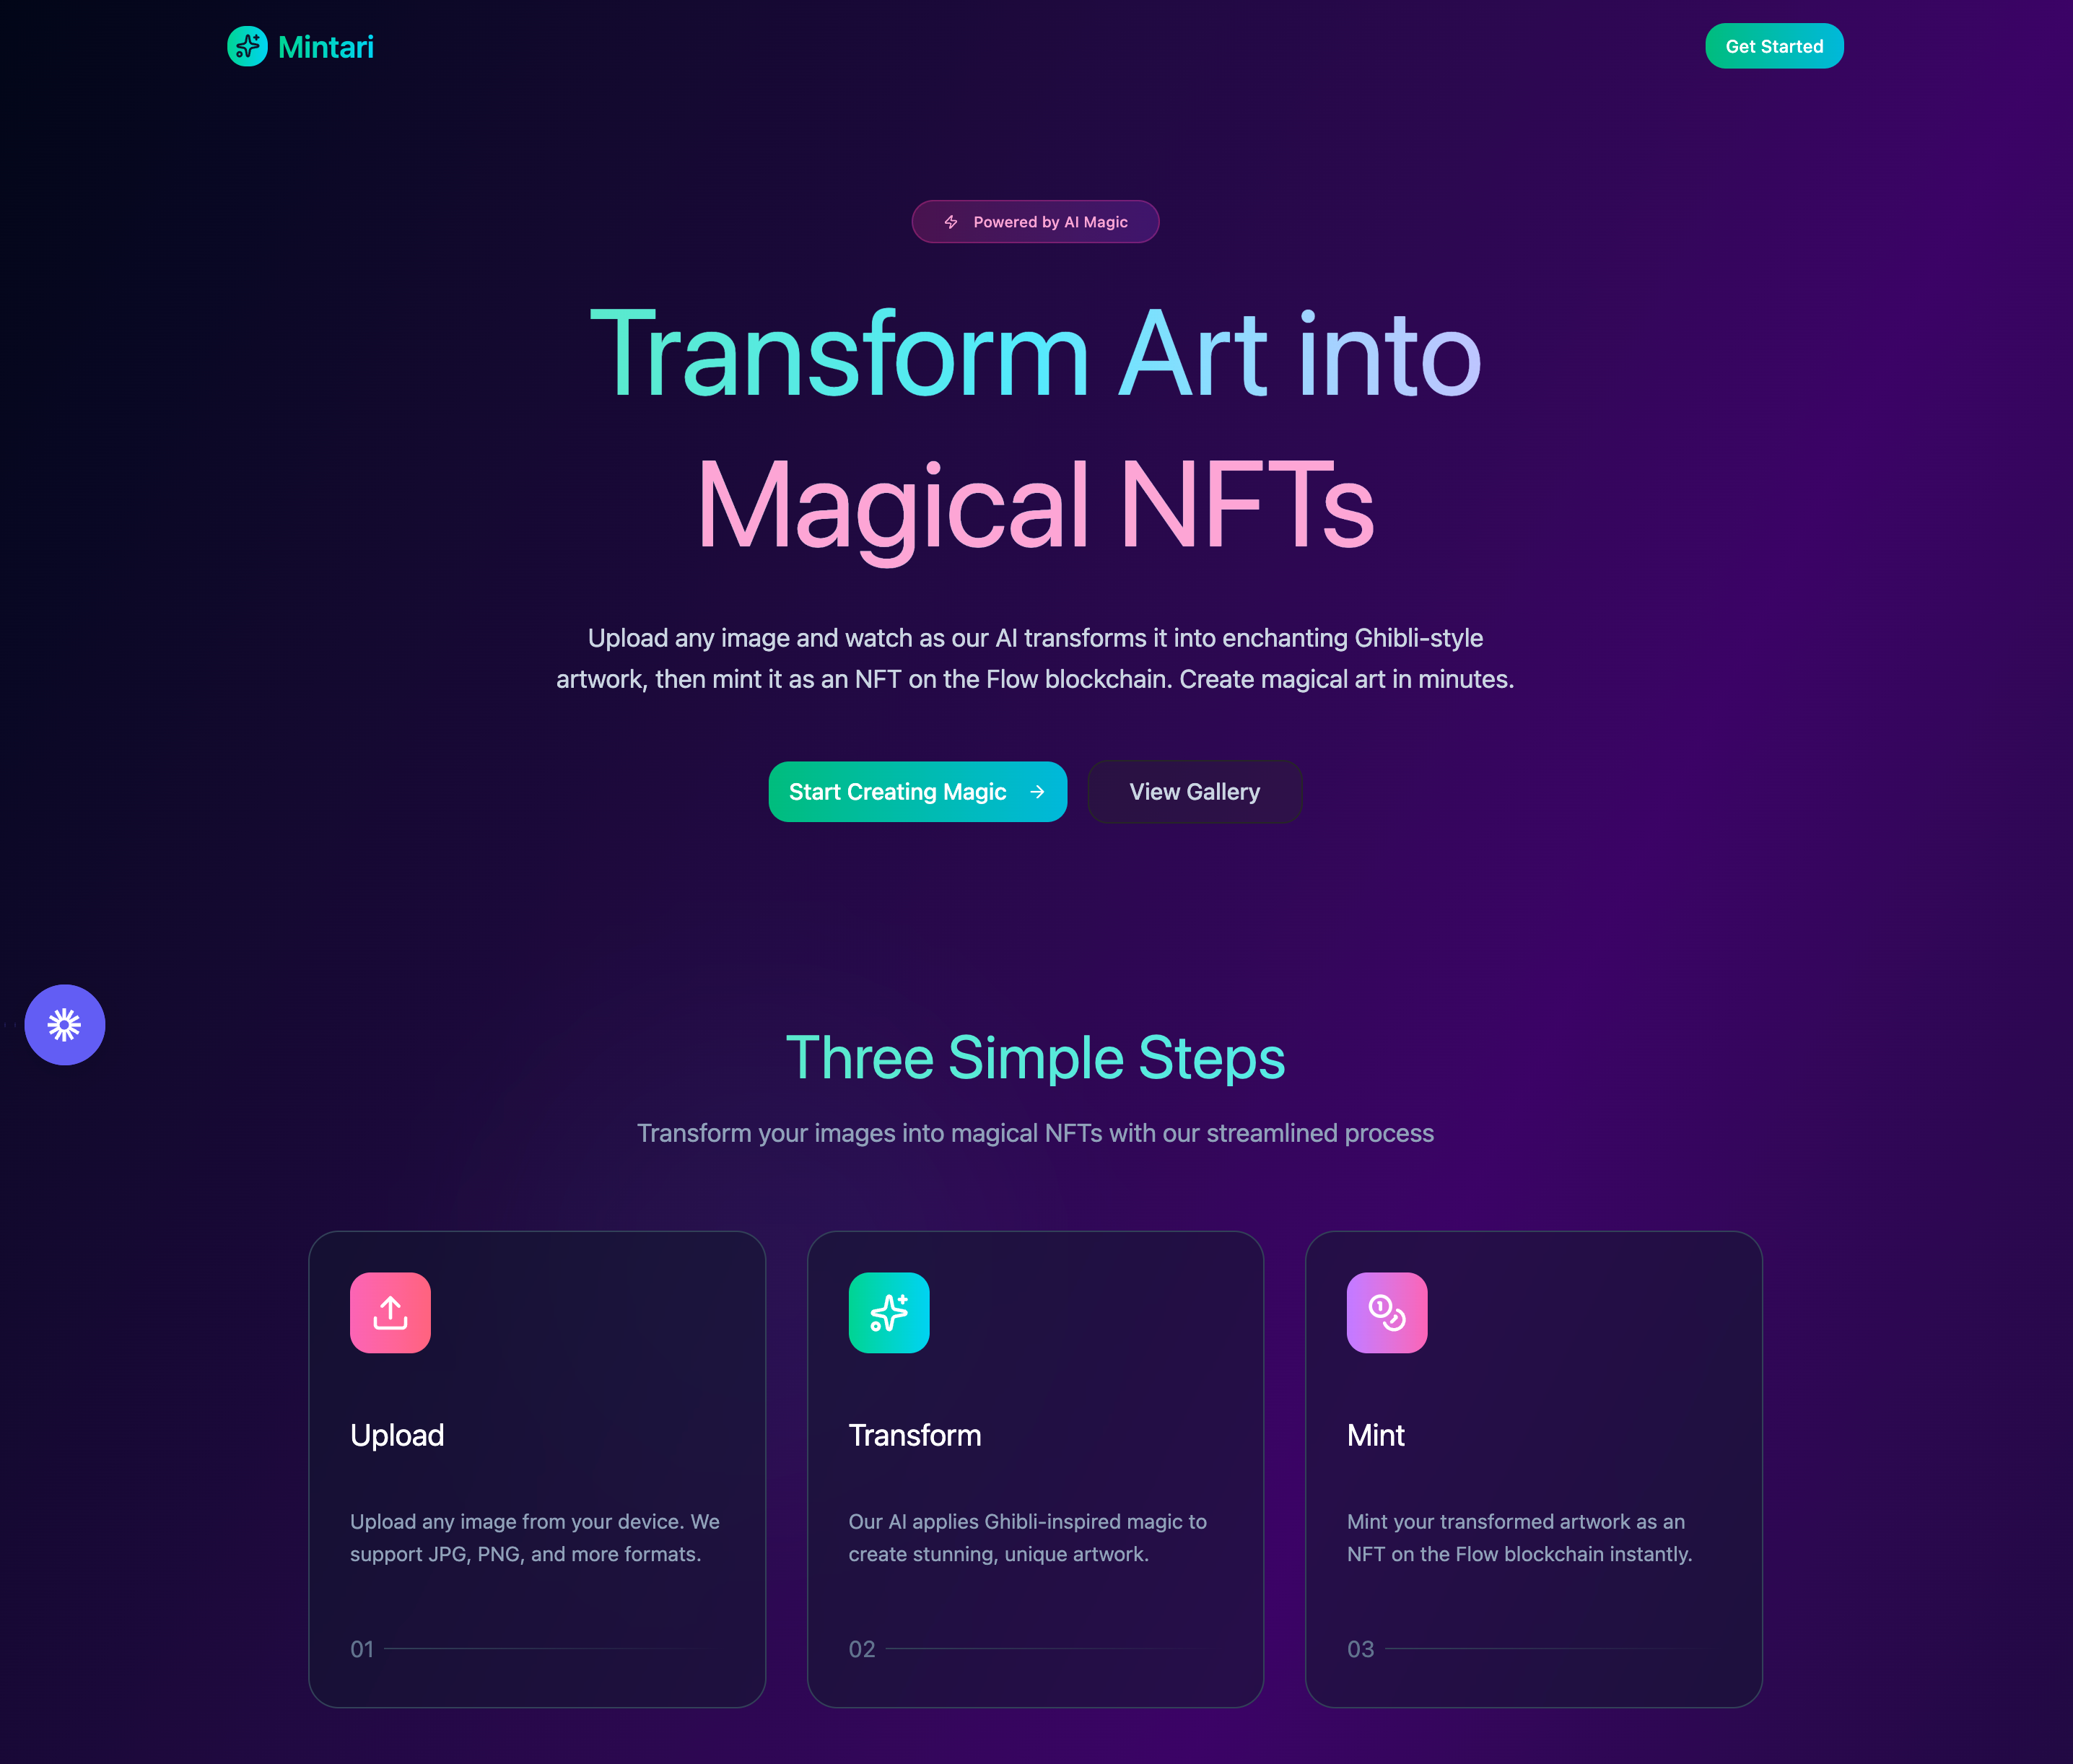 Mintari
Get Started
Powered by AI Magic
Transform Art into
Magical NFTs
Upload any image and watch as our AI transforms it into enchanting Ghibli-style
artwork, then mint it as an NFT on the Flow blockchain. Create magical art in minutes.
Start Creating Magic
View Gallery
Three Simple Steps
Transform your images into magical NFTs with our streamlined process
Upload
Upload any image from your device. We
support JPG, PNG, and more formats.
01
Transform
Our AI applies Ghibli-inspired magic to
create stunning, unique artwork.
02
Mint
Mint your transformed artwork as an
NFT on the Flow blockchain instantly.
03